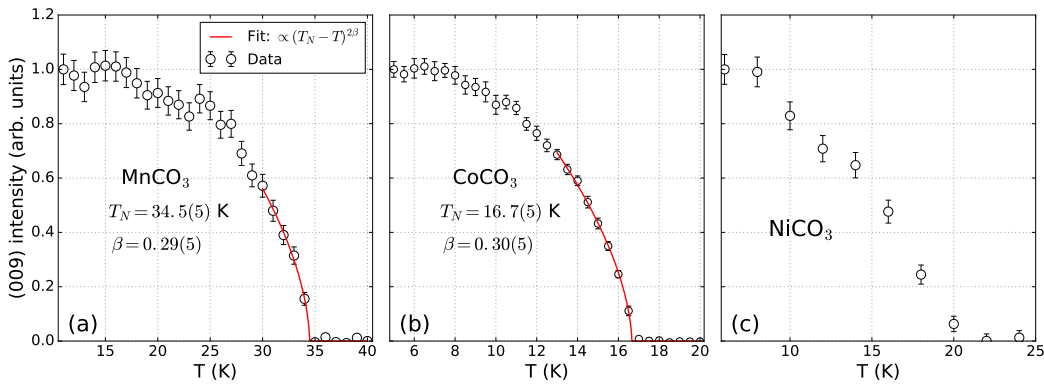 (009) intensity (arb. units)
1.2
1.0
0.8
0.6
0.4
0.2
0.0
Fit: ∝(T_N − T)^{2β}
Data
MnCO₃
T_N = 34.5(5) K
β = 0.29(5)
(a)
15 20 25 30 35 40
T (K)
CoCO₃
T_N = 16.7(5) K
β = 0.30(5)
(b)
6 8 10 12 14 16 18 20
T (K)
NiCO₃
(c)
10 15 20 25
T (K)